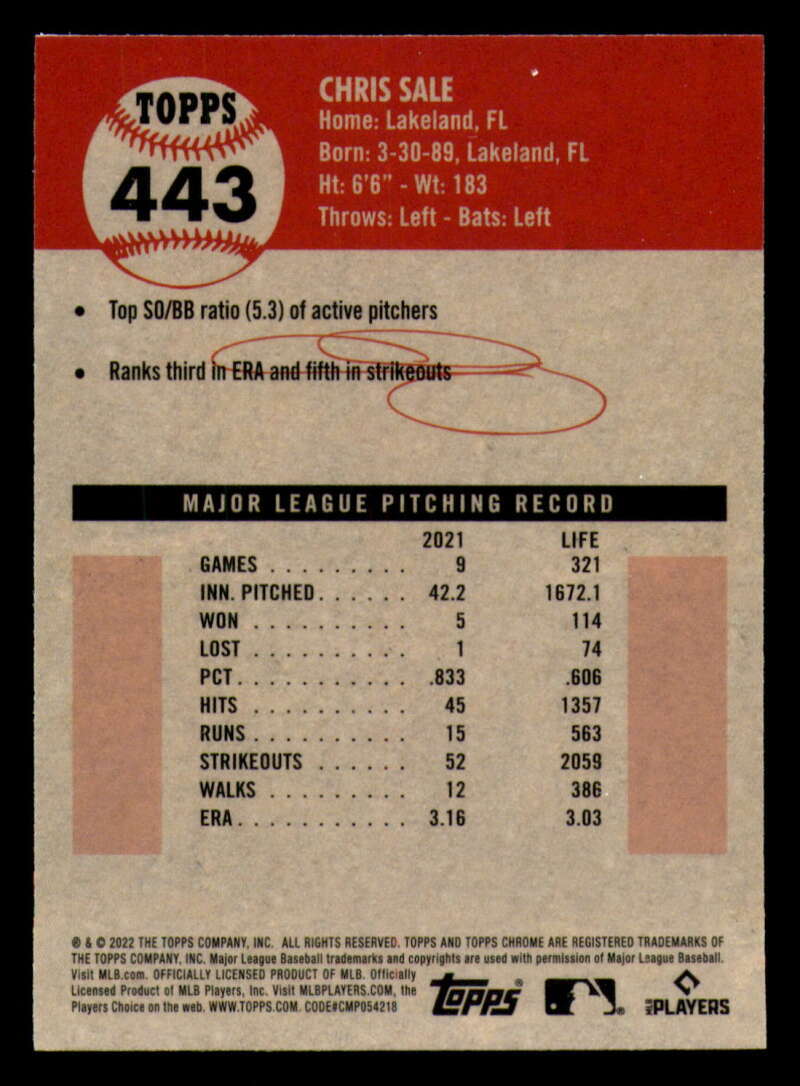 TOPPS
443
CHRIS SALE
Home: Lakeland, FL
Born: 3-30-89, Lakeland, FL
Ht: 6'6" - Wt: 183
Throws: Left - Bats: Left
• Top SO/BB ratio (5.3) of active pitchers
• Ranks third in ERA and fifth in strikeouts
MAJOR LEAGUE PITCHING RECORD
2021 LIFE
GAMES . . . . . . . . . 9 321
INN. PITCHED . . . . . . 42.2 1672.1
WON . . . . . . . . . . 5 114
LOST . . . . . . . . . . 1 74
PCT. . . . . . . . . . . .833 .606
HITS . . . . . . . . . . 45 1357
RUNS . . . . . . . . . . 15 563
STRIKEOUTS . . . . . . 52 2059
WALKS . . . . . . . . . 12 386
ERA. . . . . . . . . . . 3.16 3.03
® & © 2022 THE TOPPS COMPANY, INC. ALL RIGHTS RESERVED. TOPPS AND TOPPS CHROME ARE REGISTERED TRADEMARKS OF
THE TOPPS COMPANY, INC. Major League Baseball trademarks and copyrights are used with permission of Major League Baseball.
Visit MLB.com. OFFICIALLY LICENSED PRODUCT OF MLB. Officially
Licensed Product of MLB Players, Inc. Visit MLBPLAYERS.COM, the
Players Choice on the web. WWW.TOPPS.COM. CODE#CMP054218
Topps®
®
MLB PLAYERS